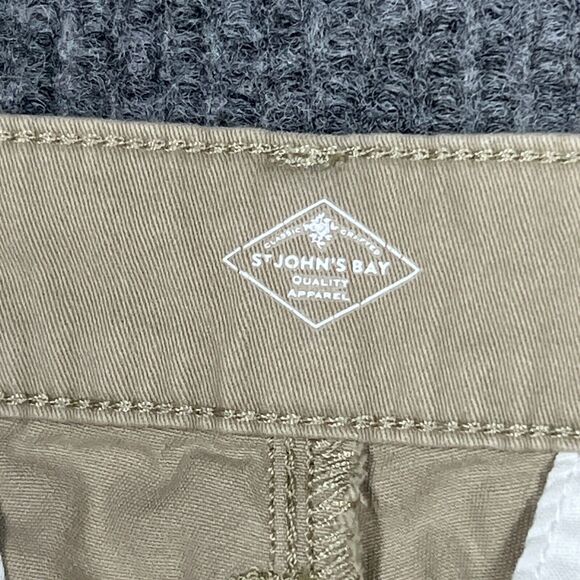 CLASSIC CRAFTED
ST JOHN'S BAY
QUALITY
APPAREL